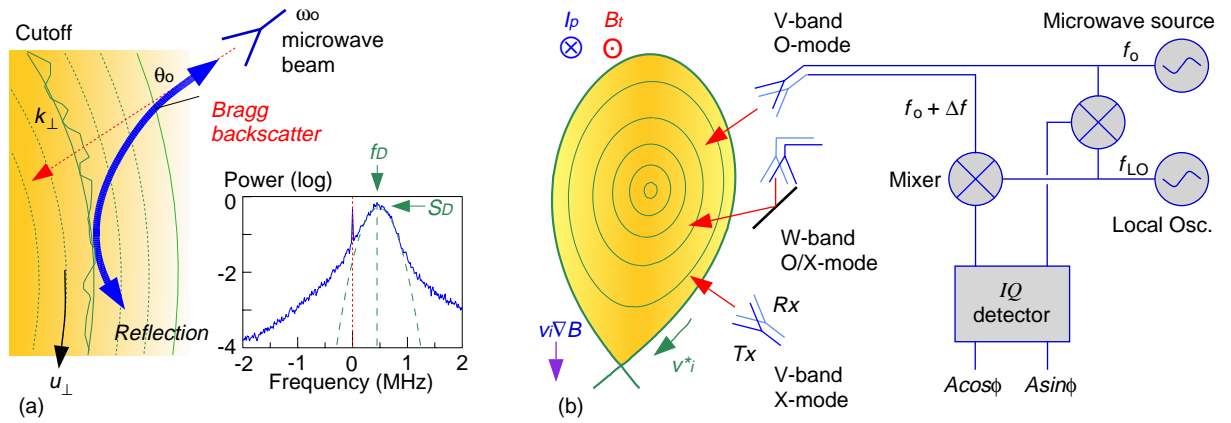 (a)
Cutoff
ωo
microwave
beam
θo
k⊥
Bragg
backscatter
Reflection
u⊥
fD
Power (log)
SD
0
-2
-4
-2 -1 0 1 2
Frequency (MHz)
(b)
Ip
Bt
V-band
O-mode
W-band
O/X-mode
Rx
Tx
V-band
X-mode
vi∇B
v*i
Microwave source
fo
fo + Δf
fLO
Mixer
Local Osc.
IQ
detector
Acosϕ
Asinϕ